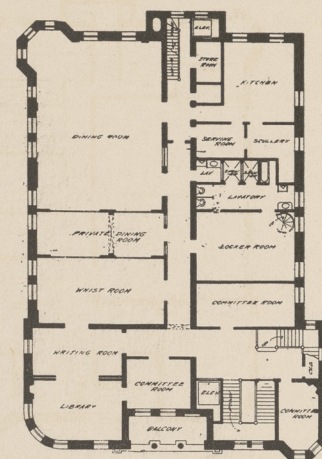 ELEV.
STORE
ROOM
KITCHEN
DINING ROOM
SERVING
ROOM
SCULLERY
LAV
LAVATORY
PRIVATE DINING
ROOM
LOCKER ROOM
WHIST ROOM
COMMITTEE ROOM
WRITING ROOM
COMMITTEE
ROOM
ELEV.
LIBRARY
COMMITTEE
ROOM
BALCONY